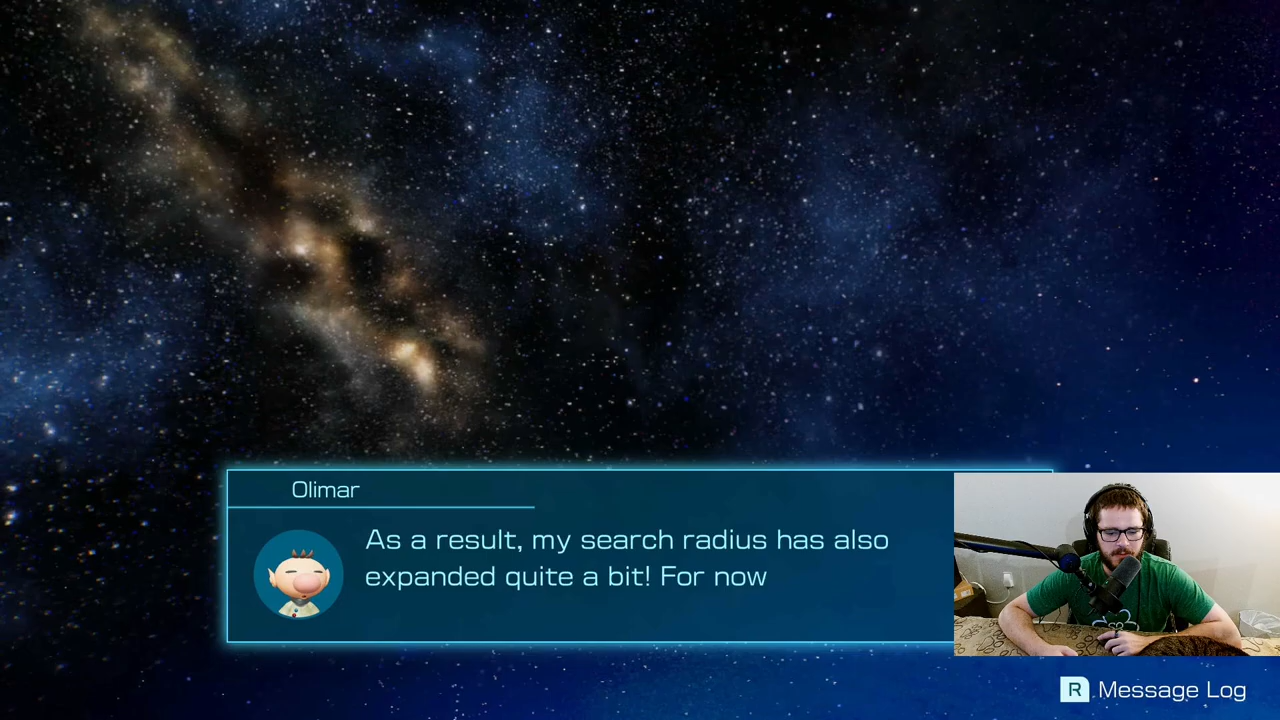 Olimar
As a result, my search radius has also
expanded quite a bit! For now
R Message Log